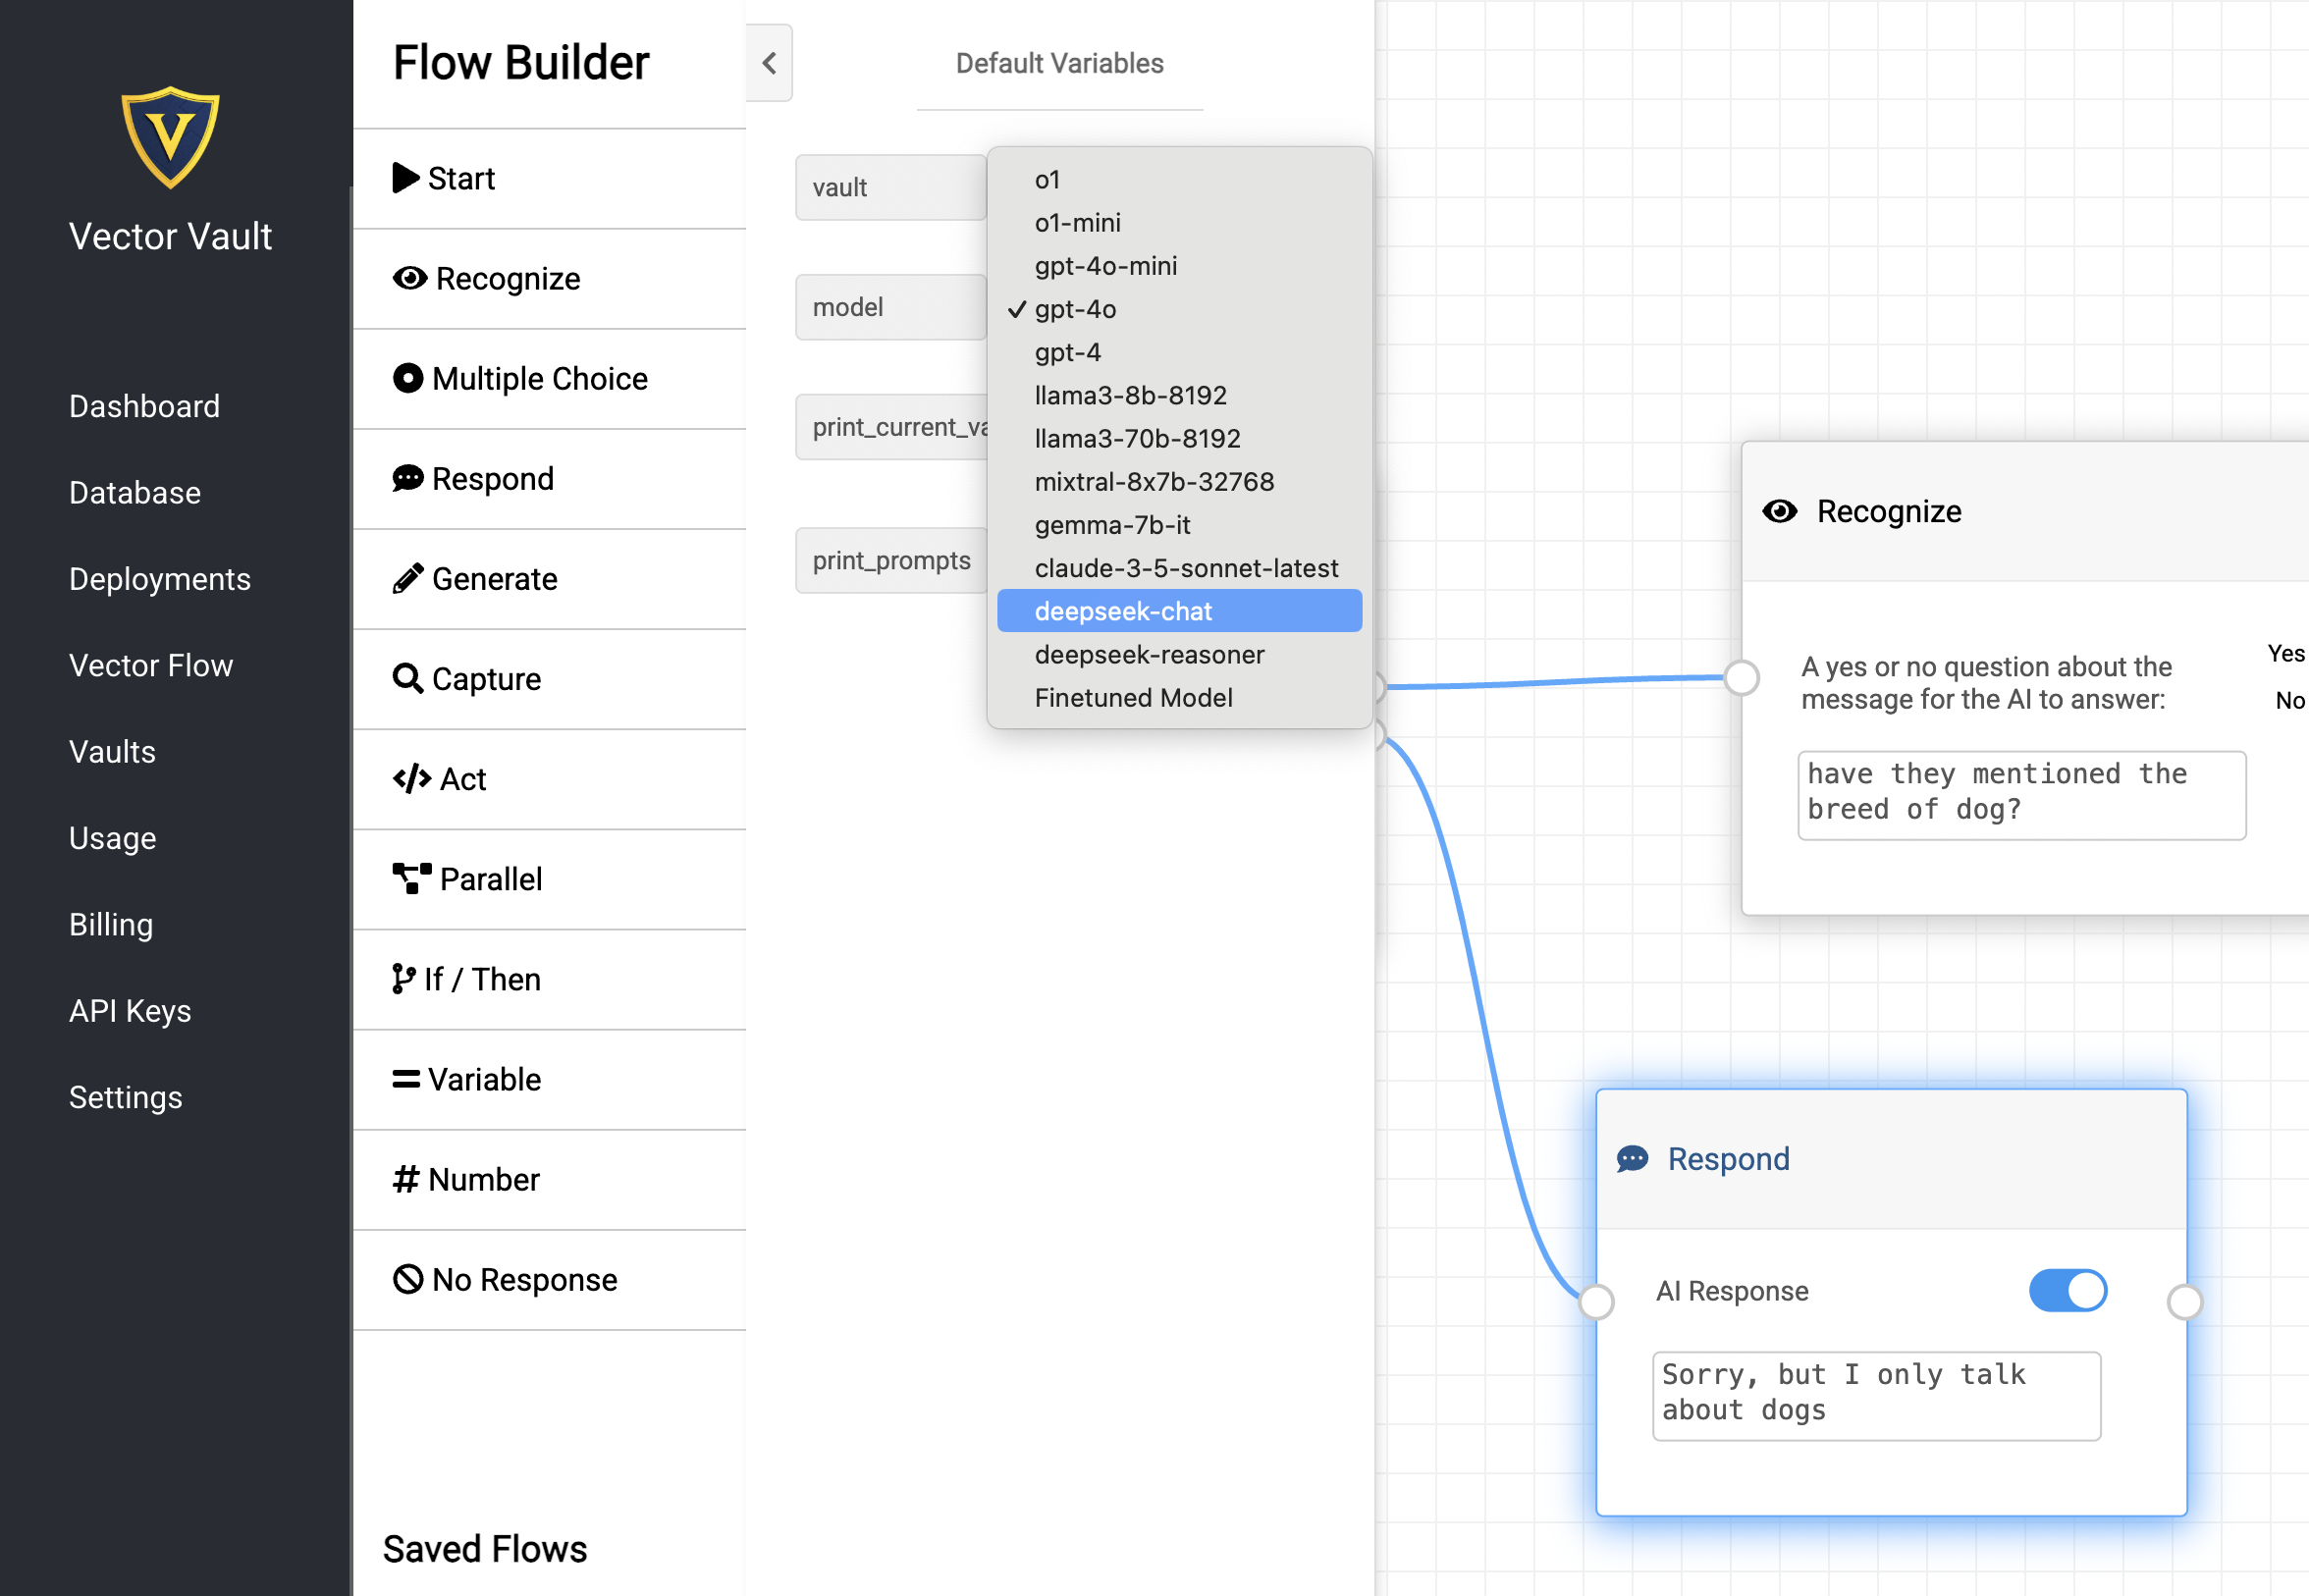 V
Vector Vault
Dashboard
Database
Deployments
Vector Flow
Vaults
Usage
Billing
API Keys
Settings
Flow Builder
Start
Recognize
Multiple Choice
Respond
Generate
Capture
Act
Parallel
If / Then
Variable
Number
No Response
Saved Flows
Default Variables
vault
model
print_current_va
print_prompts
o1
o1-mini
gpt-4o-mini
✓ gpt-4o
gpt-4
llama3-8b-8192
llama3-70b-8192
mixtral-8x7b-32768
gemma-7b-it
claude-3-5-sonnet-latest
deepseek-chat
deepseek-reasoner
Finetuned Model
Recognize
A yes or no question about the
message for the AI to answer:
Yes
No
have they mentioned the
breed of dog?
Respond
AI Response
Sorry, but I only talk
about dogs